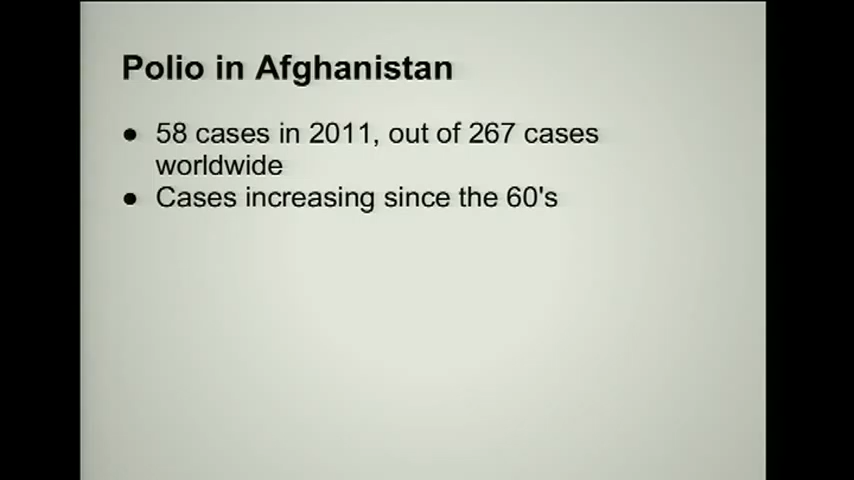 Polio in Afghanistan
● 58 cases in 2011, out of 267 cases
worldwide
● Cases increasing since the 60's